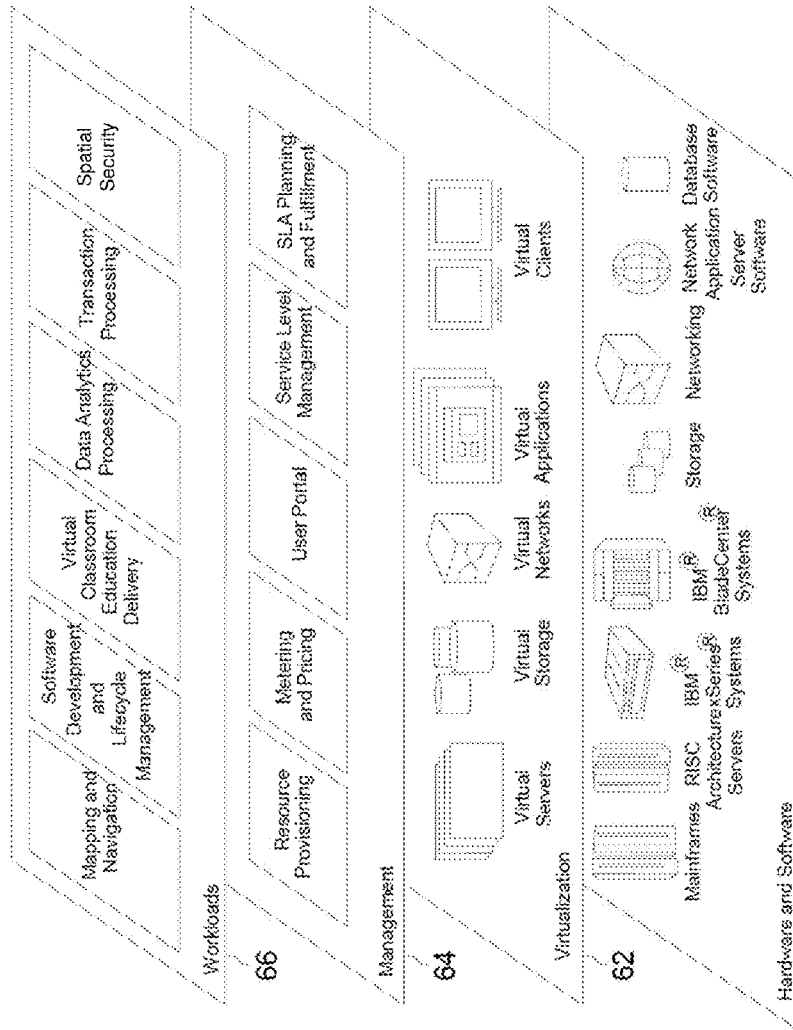 Mapping and
Navigation
Software
Development
and
Lifecycle
Management
Virtual
Classroom
Education
Delivery
Data Analytics
Processing
Transaction
Processing
Spatial
Security
Workloads
66
Resource
Provisioning
Metering
and Pricing
User Portal
Service Level
Management
SLA Planning
and Fulfillment
Management
64
Virtual
Servers
Virtual
Storage
Virtual
Networks
Virtual
Applications
Virtual
Clients
Virtualization
62
Mainframes
RISC
Architecture
Servers
IBM®
xSeries®
Systems
IBM®
BladeCenter®
Systems
Storage
Networking
Network
Application
Server
Software
Database
Software
Hardware and Software